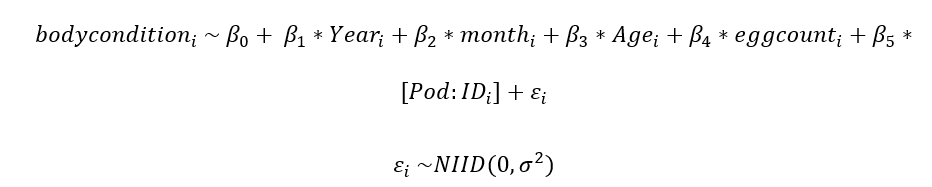 bodycondition_i ~ β_0 + β_1 * Year_i + β_2 * month_i + β_3 * Age_i + β_4 * eggcount_i + β_5 *
[Pod: ID_i] + ε_i
ε_i ~NIID(0, σ^2)